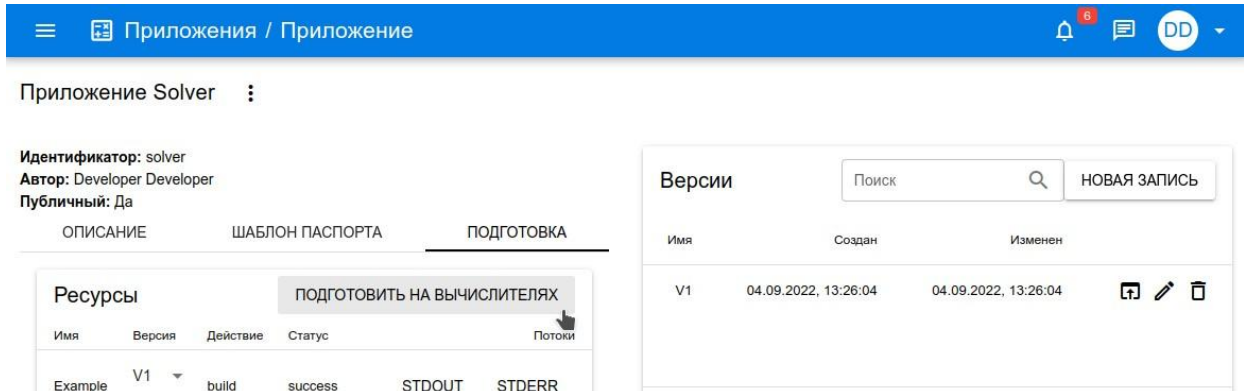 Приложения / Приложение
6
DD
Приложение Solver
Идентификатор: solver
Автор: Developer Developer
Публичный: Да
ОПИСАНИЕ ШАБЛОН ПАСПОРТА ПОДГОТОВКА
Ресурсы ПОДГОТОВИТЬ НА ВЫЧИСЛИТЕЛЯХ
Имя Версия Действие Статус Потоки
Example V1 build success STDOUT STDERR
Версии Поиск НОВАЯ ЗАПИСЬ
Имя Создан Изменен
V1 04.09.2022, 13:26:04 04.09.2022, 13:26:04